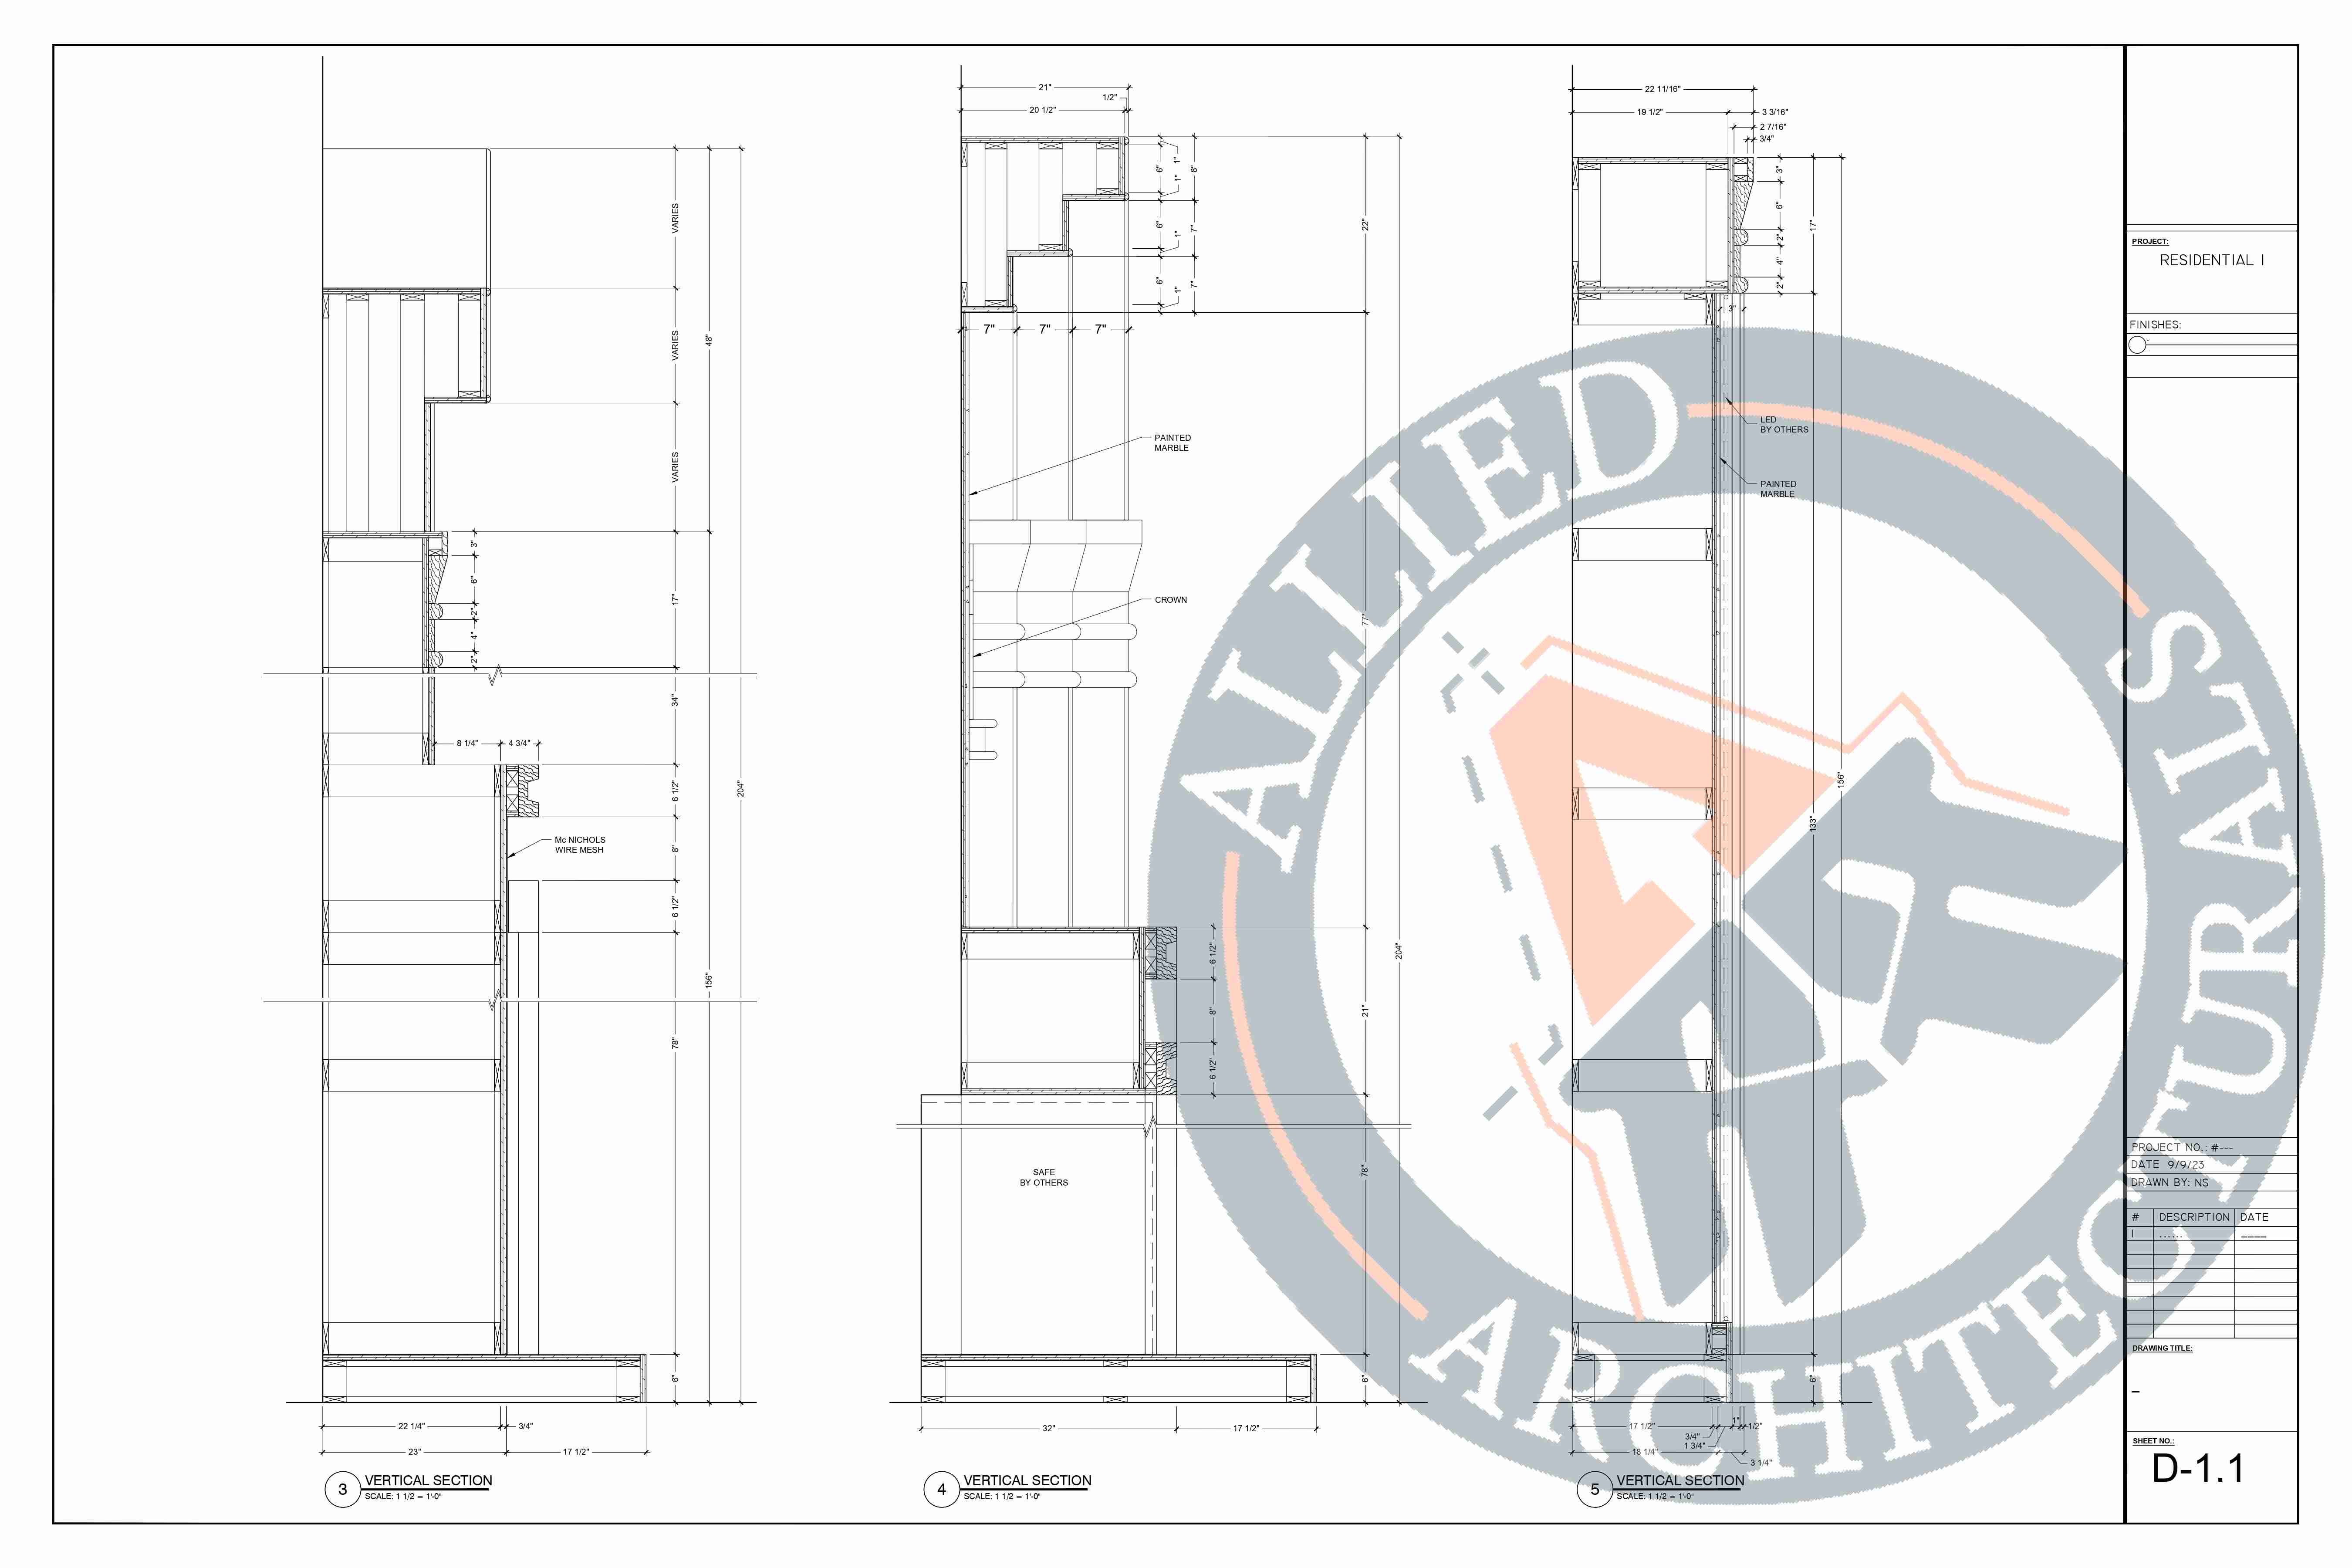 21"
1/2"
20 1/2"
6"
1"
1"
8"
6"
1"
7"
6"
1"
7"
22"
7"
7"
7"
22 11/16"
19 1/2"
3 3/16"
2 7/16"
3/4"
3"
6"
2"
4"
2"
17"
3"
VARIES
VARIES
VARIES
48"
3"
6"
2"
4"
2"
17"
34"
8 1/4"
4 3/4"
6 1/2"
8"
6 1/2"
204"
156"
78"
6"
Mc NICHOLS
WIRE MESH
22 1/4"
3/4"
23"
17 1/2"
3
VERTICAL SECTION
SCALE: 1 1/2 = 1'-0"
PAINTED
MARBLE
CROWN
77"
204"
6 1/2"
8"
6 1/2"
21"
SAFE
BY OTHERS
78"
6"
32"
17 1/2"
4
VERTICAL SECTION
SCALE: 1 1/2 = 1'-0"
LED
BY OTHERS
PAINTED
MARBLE
156"
133"
6"
17 1/2"
1"
1/2"
3/4"
1 3/4"
18 1/4"
3 1/4"
5
VERTICAL SECTION
SCALE: 1 1/2 = 1'-0"
ALLIED
ARCHITECTURALS
PROJECT:
RESIDENTIAL I
FINISHES:
PROJECT NO.: #---
DATE 9/9/23
DRAWN BY: NS
# DESCRIPTION DATE
1 ...... ____
DRAWING TITLE:
–
SHEET NO.:
D-1.1